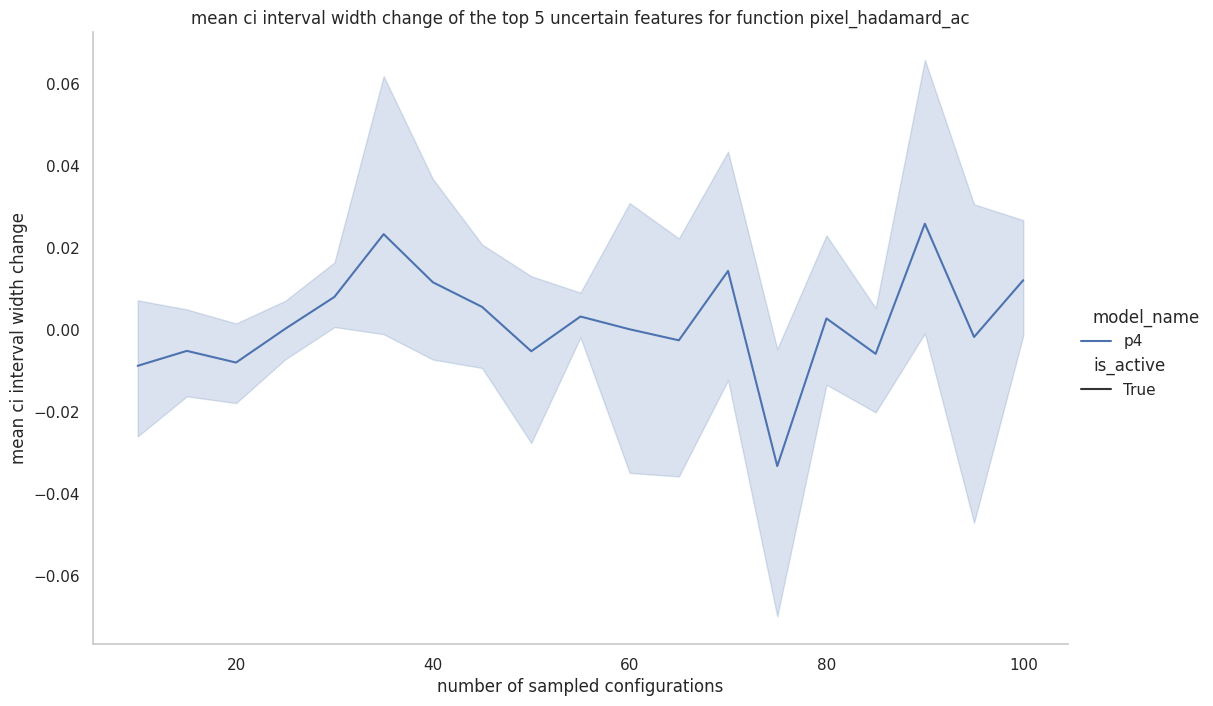 mean ci interval width change of the top 5 uncertain features for function pixel_hadamard_ac
mean ci interval width change
0.06
0.04
0.02
0.00
−0.02
−0.04
−0.06
20
40
60
80
100
number of sampled configurations
model_name
p4
is_active
True